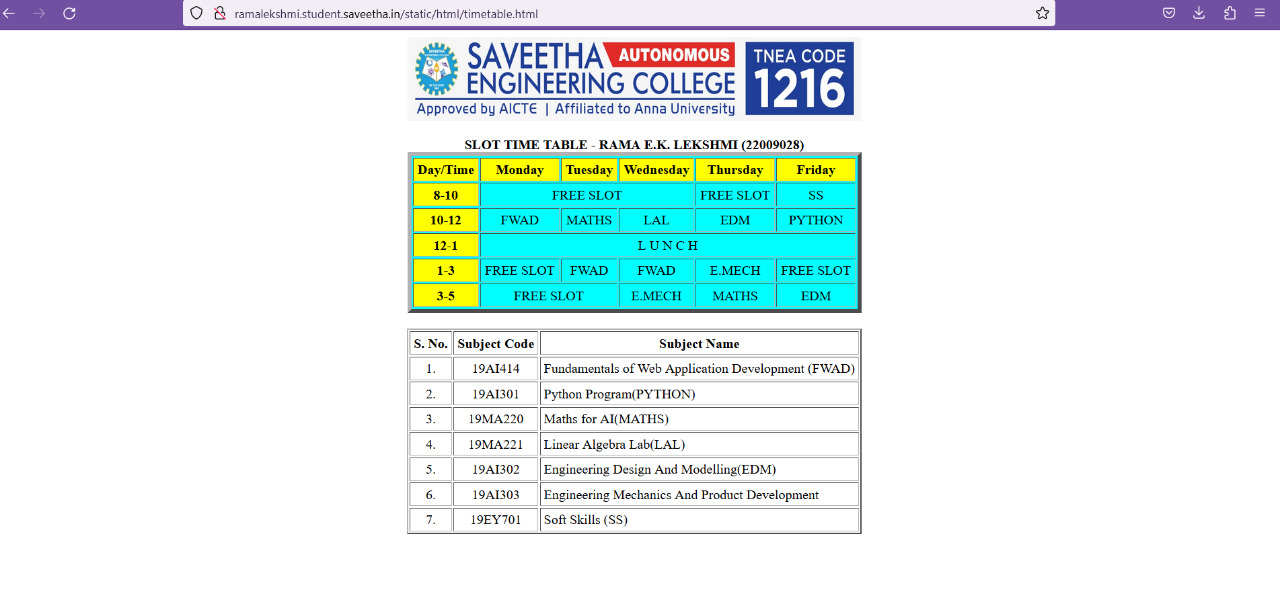 ramalekshmi.student.saveetha.in/static/html/timetable.html
SAVEETHA AUTONOMOUS
ENGINEERING COLLEGE
Approved by AICTE | Affiliated to Anna University
TNEA CODE
1216
SLOT TIME TABLE - RAMA E.K. LEKSHMI (22009028)
Day/Time Monday Tuesday Wednesday Thursday Friday
8-10 FREE SLOT FREE SLOT SS
10-12 FWAD MATHS LAL EDM PYTHON
12-1 L U N C H
1-3 FREE SLOT FWAD FWAD E.MECH FREE SLOT
3-5 FREE SLOT E.MECH MATHS EDM
S. No. Subject Code Subject Name
1. 19AI414 Fundamentals of Web Application Development (FWAD)
2. 19AI301 Python Program(PYTHON)
3. 19MA220 Maths for AI(MATHS)
4. 19MA221 Linear Algebra Lab(LAL)
5. 19AI302 Engineering Design And Modelling(EDM)
6. 19AI303 Engineering Mechanics And Product Development
7. 19EY701 Soft Skills (SS)